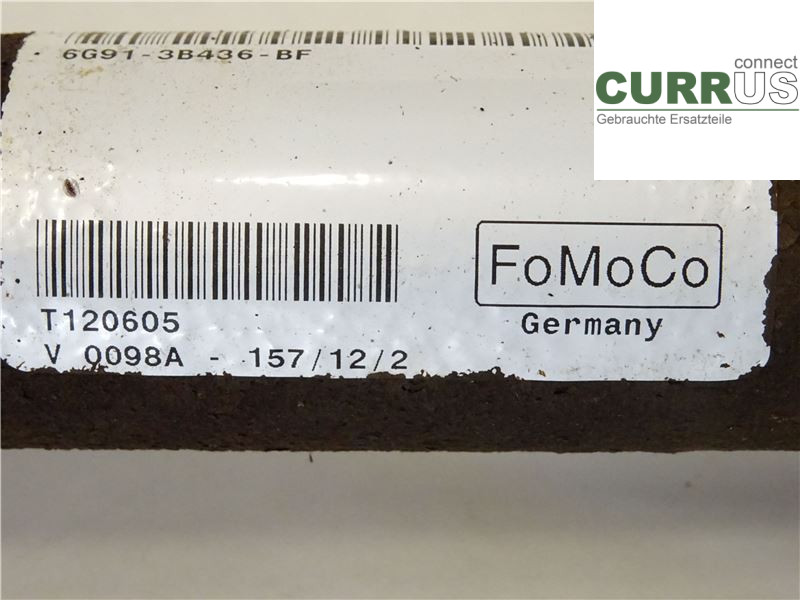 connect
CURRUS
Gebrauchte Ersatzteile
6G91-3B436-BF
FoMoCo
Germany
T120605
V 0098A - 157/12/2